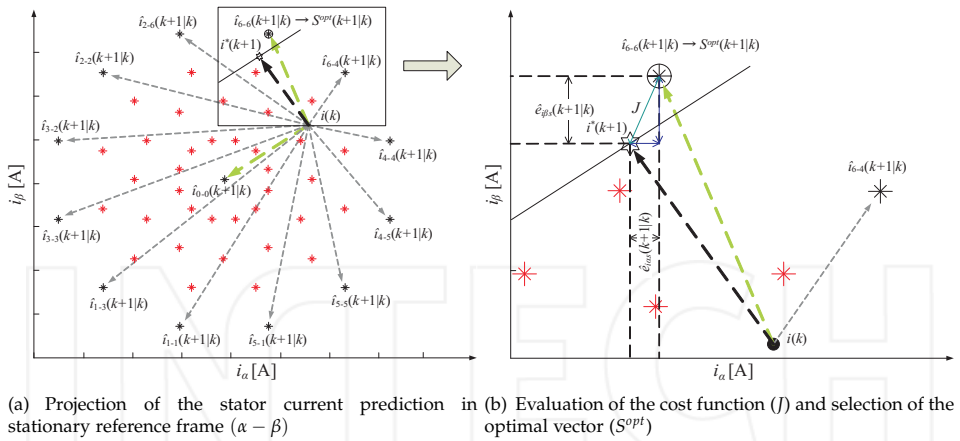 î2-6(k+1|k)
î6-6(k+1|k) → S^opt(k+1|k)
i*(k+1)
î2-2(k+1|k)
î6-4(k+1|k)
i(k)
î3-2(k+1|k)
î4-4(k+1|k)
î0-0(k+1|k)
î3-3(k+1|k)
î4-5(k+1|k)
î1-3(k+1|k)
î5-5(k+1|k)
î1-1(k+1|k)
î5-1(k+1|k)
iβ [A]
iα [A]
î6-6(k+1|k) → S^opt(k+1|k)
êiβs(k+1|k)
J
i*(k+1)
î6-4(k+1|k)
êiαs(k+1|k)
i(k)
iβ [A]
iα [A]
(a) Projection of the stator current prediction in
stationary reference frame (α − β)
(b) Evaluation of the cost function (J) and selection of the
optimal vector (S^opt)
INTECH